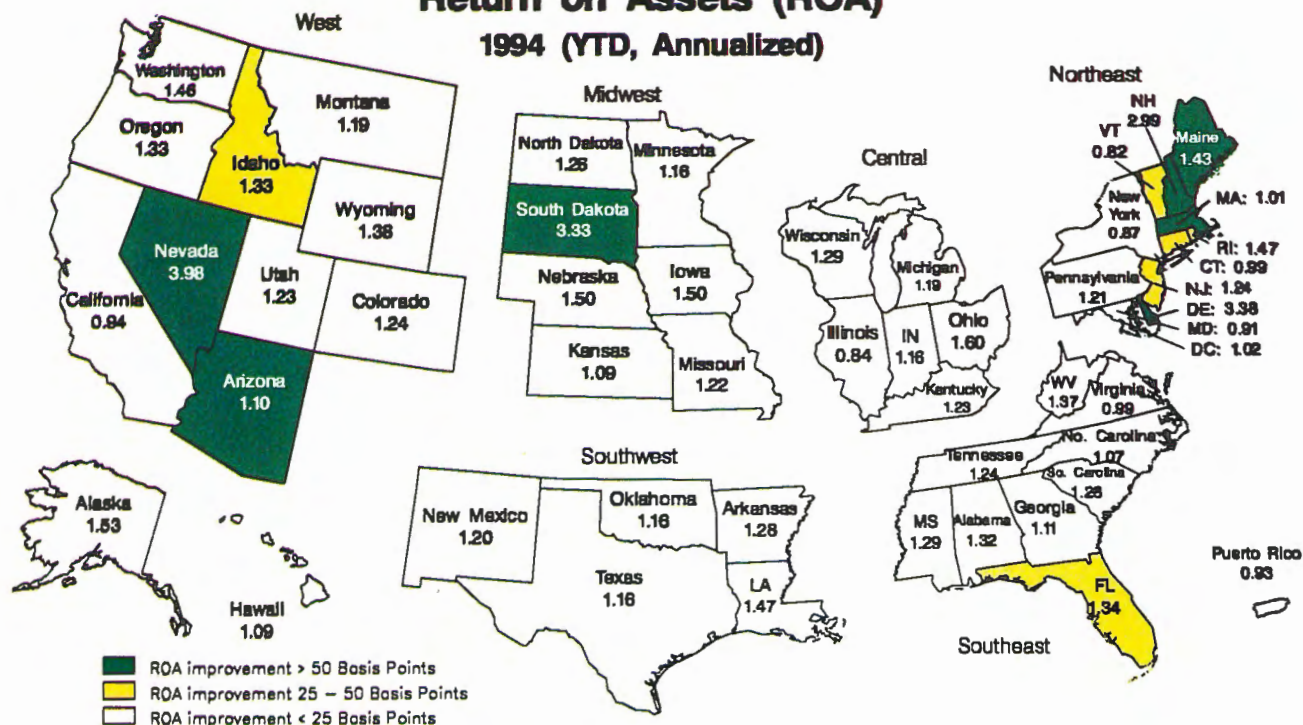 Return on Assets (ROA)
1994 (YTD, Annualized)
West
Washington
1.46
Oregon
1.33
Idaho
1.33
Montana
1.19
Wyoming
1.38
Nevada
3.98
Utah
1.23
Colorado
1.24
California
0.94
Arizona
1.10
Alaska
1.53
Hawaii
1.09
Midwest
North Dakota
1.26
Minnesota
1.16
South Dakota
3.33
Nebraska
1.50
Iowa
1.50
Kansas
1.09
Missouri
1.22
Central
Wisconsin
1.29
Michigan
1.19
Illinois
0.84
IN
1.16
Ohio
1.60
Kentucky
1.23
Northeast
NH
2.99
VT
0.82
Maine
1.43
New
York
0.87
MA: 1.01
RI: 1.47
CT: 0.99
Pennsylvania
1.21
NJ: 1.24
DE: 3.38
MD: 0.91
DC: 1.02
Southwest
New Mexico
1.20
Oklahoma
1.16
Arkansas
1.28
Texas
1.16
LA
1.47
WV
1.37
Virginia
0.99
No. Carolina
1.07
Tennessee
1.24
So. Carolina
1.26
MS
1.29
Alabama
1.32
Georgia
1.11
FL
1.34
Southeast
Puerto Rico
0.93
ROA improvement > 50 Basis Points
ROA improvement 25 - 50 Basis Points
ROA improvement < 25 Basis Points